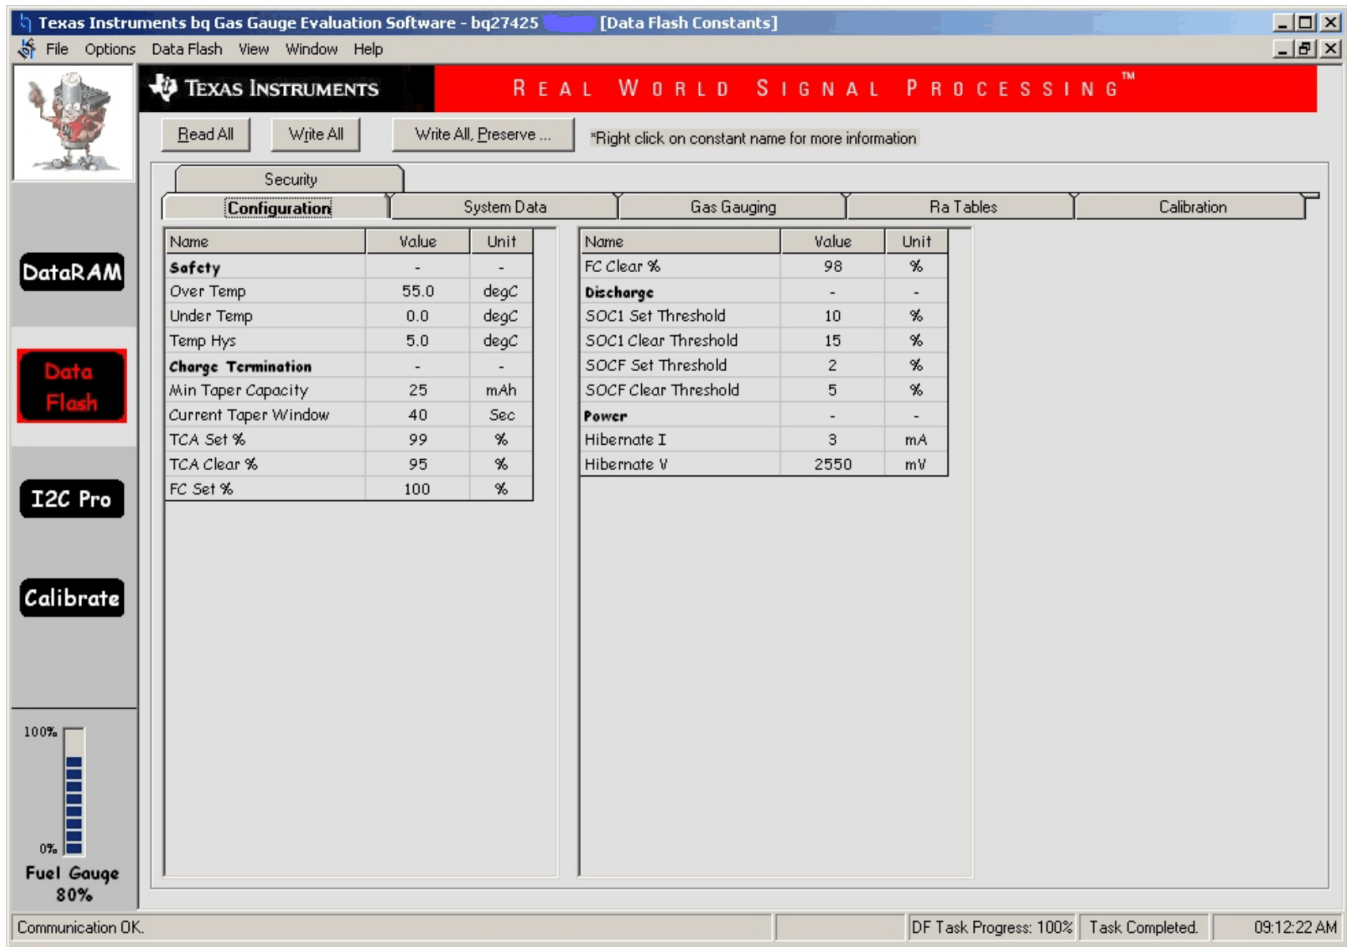 Texas Instruments bq Gas Gauge Evaluation Software - bq27425 [Data Flash Constants]
File Options Data Flash View Window Help
TEXAS INSTRUMENTS REAL WORLD SIGNAL PROCESSING™
Read All Write All Write All, Preserve ... *Right click on constant name for more information
Security
Configuration System Data Gas Gauging Ra Tables Calibration
Name Value Unit
Safety - -
Over Temp 55.0 degC
Under Temp 0.0 degC
Temp Hys 5.0 degC
Charge Termination - -
Min Taper Capacity 25 mAh
Current Taper Window 40 Sec
TCA Set % 99 %
TCA Clear % 95 %
FC Set % 100 %
Name Value Unit
FC Clear % 98 %
Discharge - -
SOC1 Set Threshold 10 %
SOC1 Clear Threshold 15 %
SOCF Set Threshold 2 %
SOCF Clear Threshold 5 %
Power - -
Hibernate I 3 mA
Hibernate V 2550 mV
DataRAM
Data
Flash
I2C Pro
Calibrate
100%
0%
Fuel Gauge
80%
Communication OK. DF Task Progress: 100% Task Completed. 09:12:22 AM